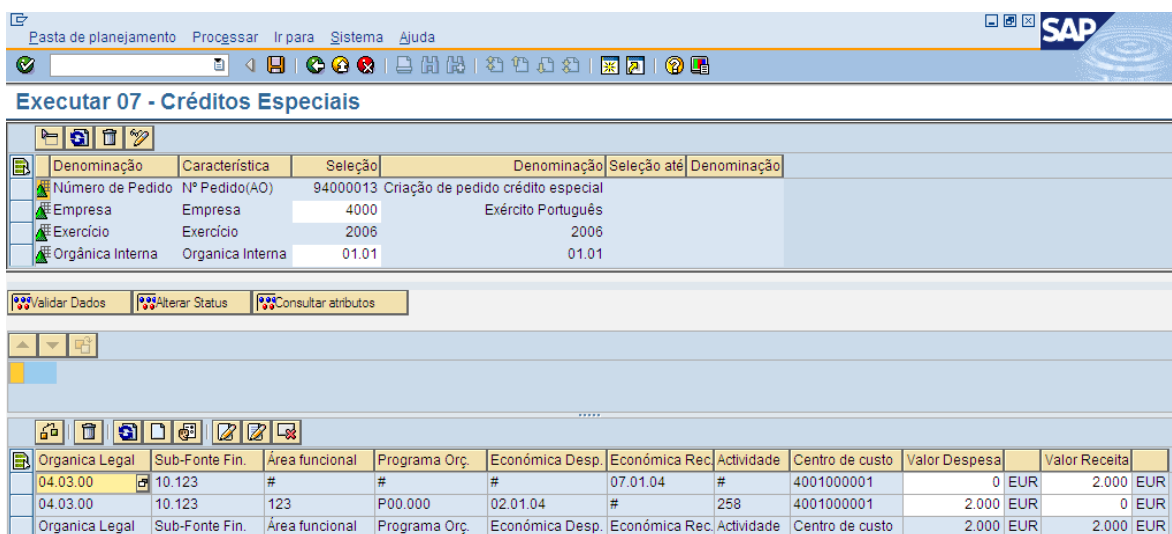 Pasta de planejamento Processar Ir para Sistema Ajuda
SAP
Executar 07 - Créditos Especiais
Denominação Característica Seleção Denominação Seleção até Denominação
Número de Pedido Nº Pedido(AO) 94000013 Criação de pedido crédito especial
Empresa Empresa 4000 Exército Português
Exercício Exercício 2006 2006
Orgânica Interna Organica Interna 01.01 01.01
Validar Dados Alterar Status Consultar atributos
Organica Legal Sub-Fonte Fin. Área funcional Programa Orç. Económica Desp. Económica Rec. Actividade Centro de custo Valor Despesa Valor Receita
04.03.00 10.123 # # # 07.01.04 # 4001000001 0 EUR 2.000 EUR
04.03.00 10.123 123 P00.000 02.01.04 # 258 4001000001 2.000 EUR 0 EUR
Organica Legal Sub-Fonte Fin. Área funcional Programa Orç. Económica Desp. Económica Rec. Actividade Centro de custo 2.000 EUR 2.000 EUR